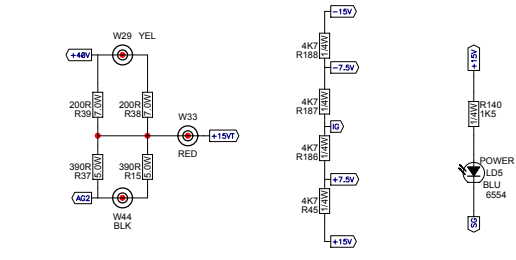 W29 YEL
+40V
200R
R39
7.0W
200R
R38
7.0W
W33
RED
+15VT
390R
R37
5.0W
390R
R15
5.0W
AG2
W44
BLK
-15V
4K7
R188
1/4W
-7.5V
4K7
R187
1/4W
IG
4K7
R186
1/4W
+7.5V
4K7
R45
1/4W
+15V
+15V
R140
1K5
1/4W
POWER
LD5
BLU
6554
SG